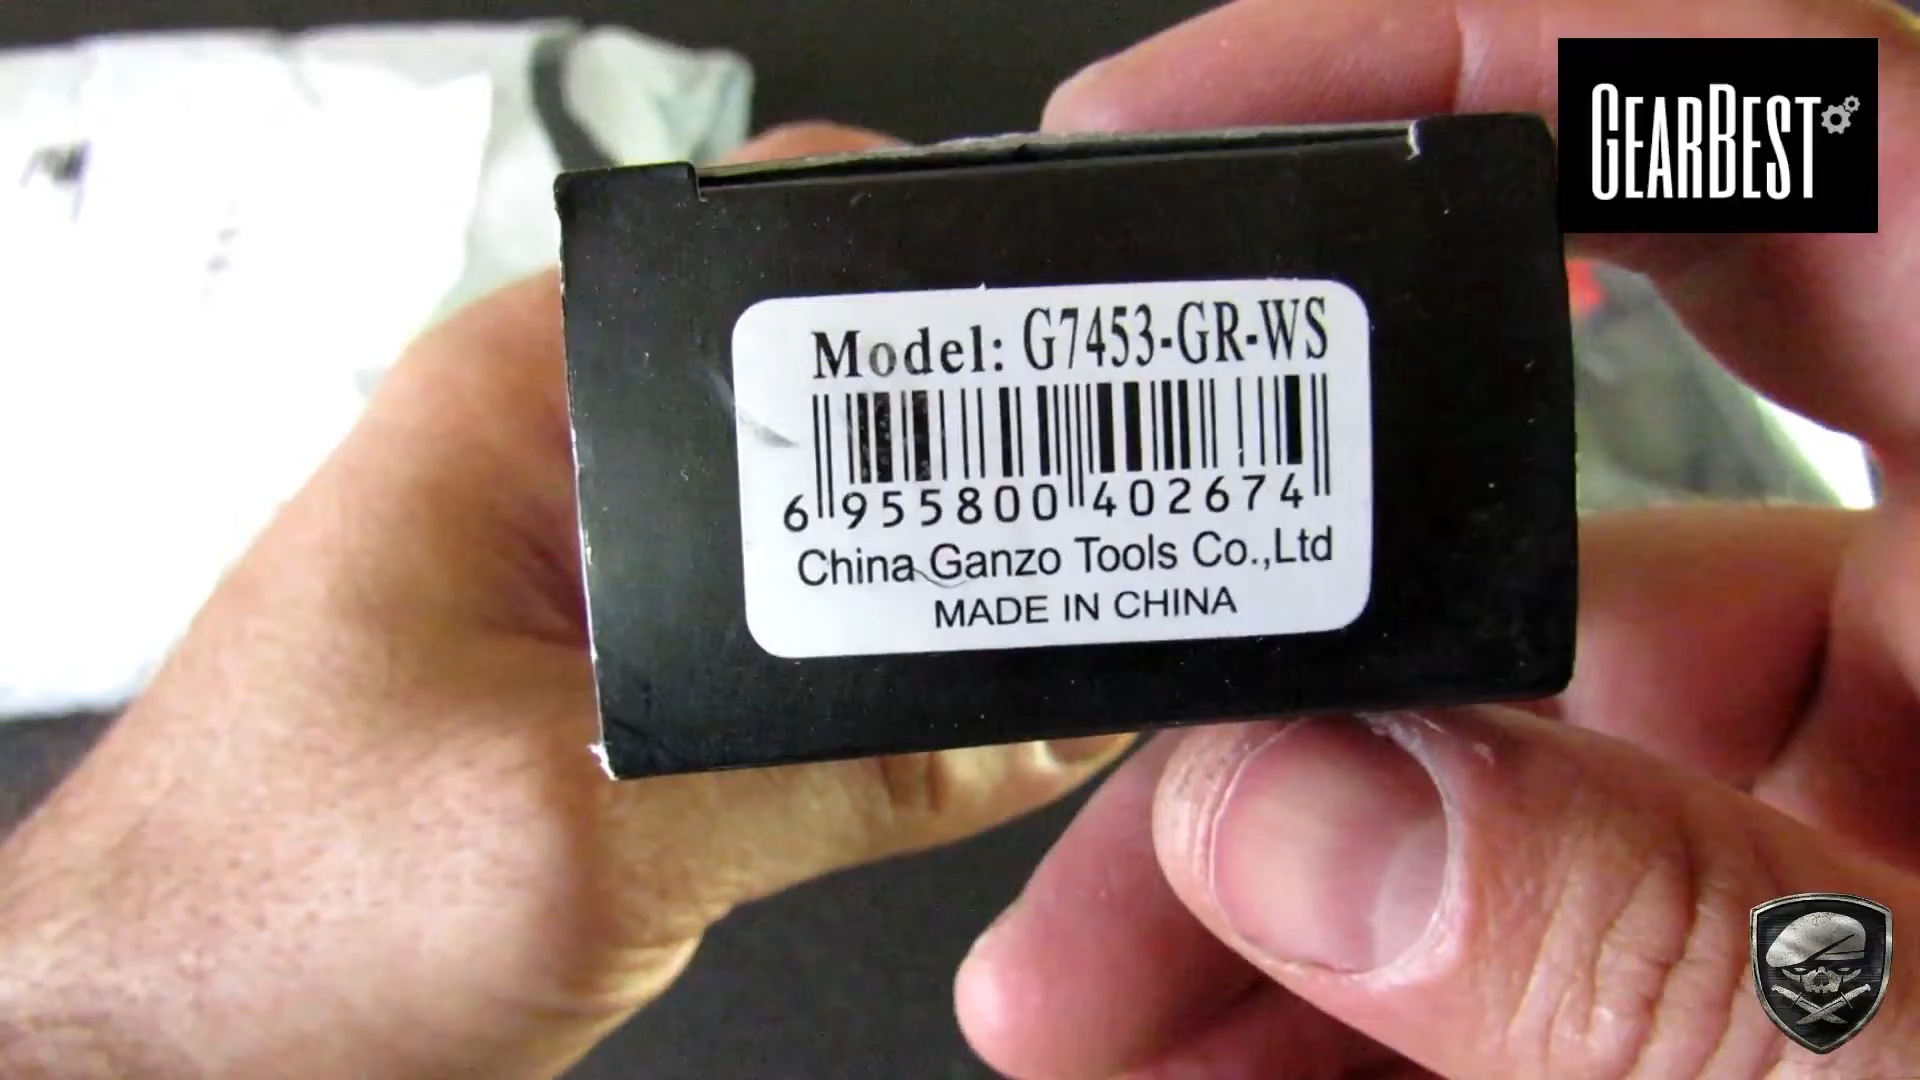 GEARBEST
Model: G7453-GR-WS
6 955800 402674
China Ganzo Tools Co.,Ltd
MADE IN CHINA